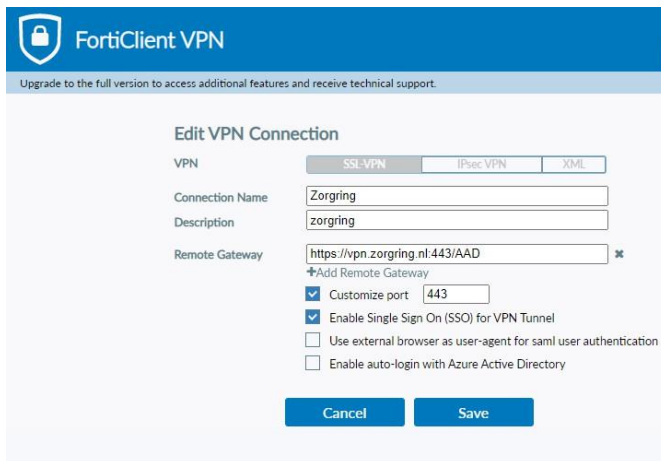 FortiClient VPN
Upgrade to the full version to access additional features and receive technical support.
Edit VPN Connection
VPN SSL-VPN IPsec VPN XML
Connection Name Zorgring
Description zorgring
Remote Gateway https://vpn.zorgring.nl:443/AAD ✖
+Add Remote Gateway
Customize port 443
Enable Single Sign On (SSO) for VPN Tunnel
Use external browser as user-agent for saml user authentication
Enable auto-login with Azure Active Directory
Cancel Save